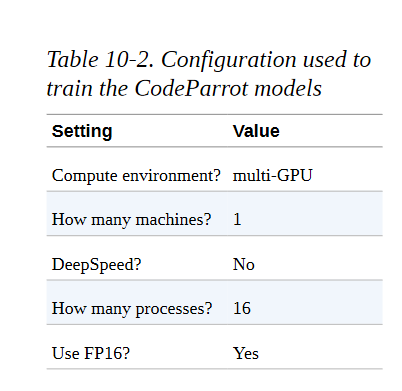 Table 10-2. Configuration used to
train the CodeParrot models
Setting Value
Compute environment? multi-GPU
How many machines? 1
DeepSpeed? No
How many processes? 16
Use FP16? Yes